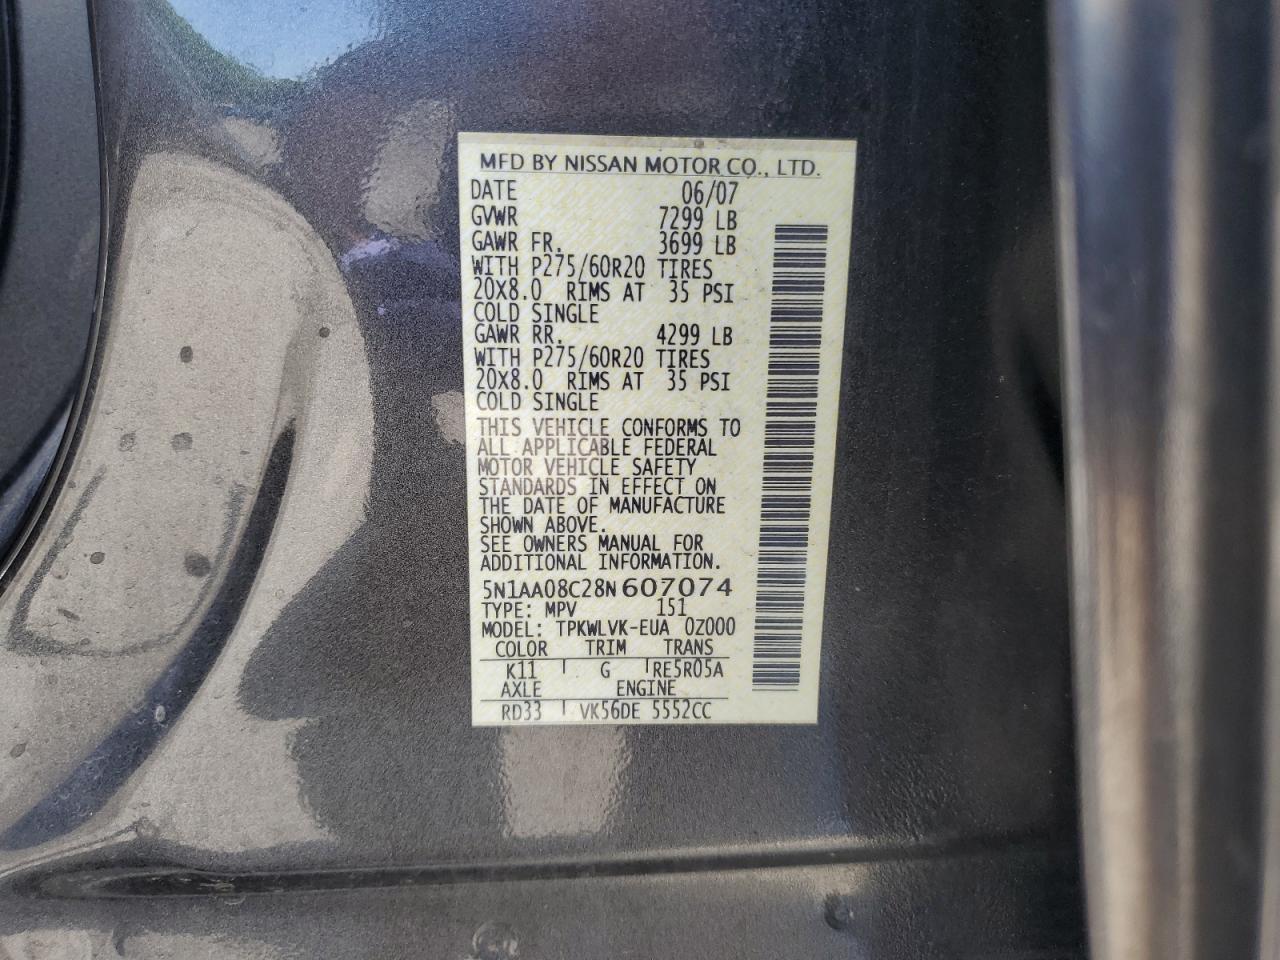 MFD BY NISSAN MOTOR CO., LTD.
DATE 06/07
GVWR 7299 LB
GAWR FR. 3699 LB
WITH P275/60R20 TIRES
20X8.0 RIMS AT 35 PSI
COLD SINGLE
GAWR RR. 4299 LB
WITH P275/60R20 TIRES
20X8.0 RIMS AT 35 PSI
COLD SINGLE
THIS VEHICLE CONFORMS TO
ALL APPLICABLE FEDERAL
MOTOR VEHICLE SAFETY
STANDARDS IN EFFECT ON
THE DATE OF MANUFACTURE
SHOWN ABOVE.
SEE OWNERS MANUAL FOR
ADDITIONAL INFORMATION.
5N1AA08C28N607074
TYPE: MPV 151
MODEL: TPKWLVK-EUA 0Z000
COLOR TRIM TRANS
K11 G RE5R05A
AXLE ENGINE
RD33 VK56DE 5552CC